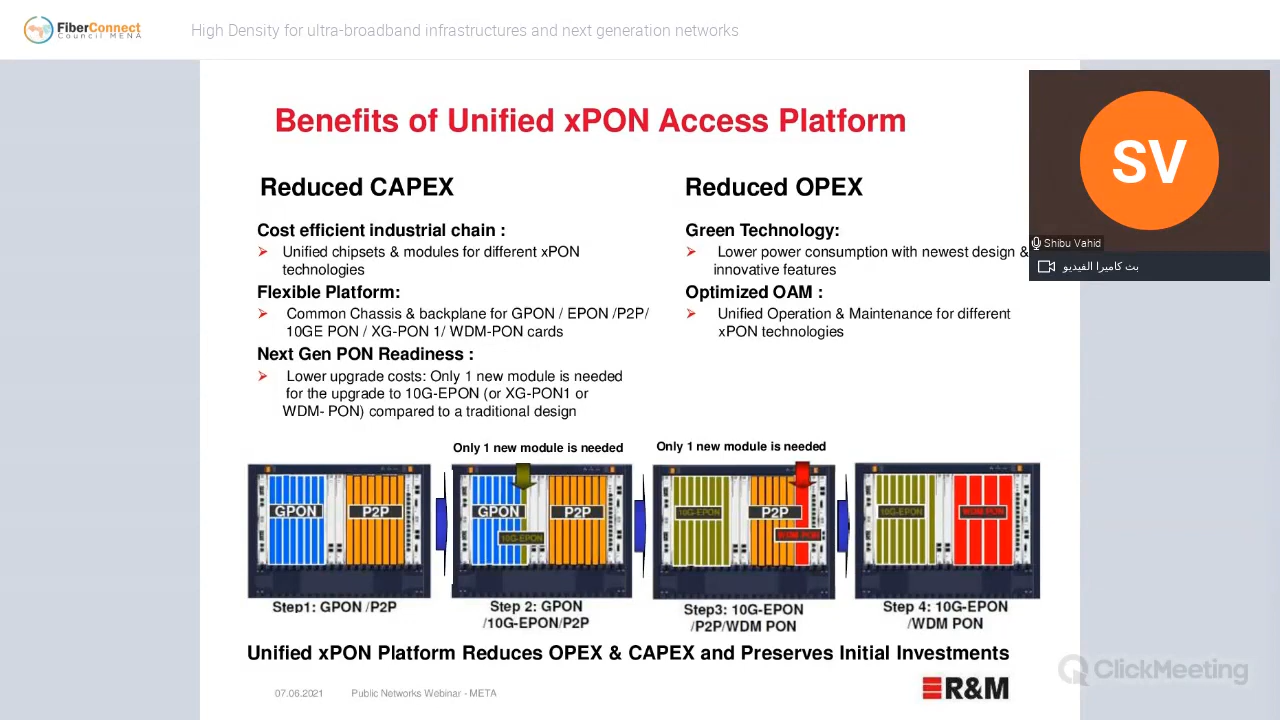 FiberConnect
Council MENA
High Density for ultra-broadband infrastructures and next generation networks
Benefits of Unified xPON Access Platform
Reduced CAPEX
Cost efficient industrial chain :
Unified chipsets & modules for different xPON
technologies
Flexible Platform:
Common Chassis & backplane for GPON / EPON /P2P/
10GE PON / XG-PON 1/ WDM-PON cards
Next Gen PON Readiness :
Lower upgrade costs: Only 1 new module is needed
for the upgrade to 10G-EPON (or XG-PON1 or
WDM- PON) compared to a traditional design
Reduced OPEX
Green Technology:
Lower power consumption with newest design &
innovative features
Optimized OAM :
Unified Operation & Maintenance for different
xPON technologies
SV
Shibu Vahid
بث كاميرا الفيديو
Only 1 new module is needed
Only 1 new module is needed
GPON
P2P
GPON
10G-EPON
P2P
10G-EPON
P2P
WDM PON
10G-EPON
WDM PON
Step1: GPON /P2P
Step 2: GPON
/10G-EPON/P2P
Step3: 10G-EPON
/P2P/WDM PON
Step 4: 10G-EPON
/WDM PON
Unified xPON Platform Reduces OPEX & CAPEX and Preserves Initial Investments
07.06.2021
Public Networks Webinar - META
R&M
ClickMeeting